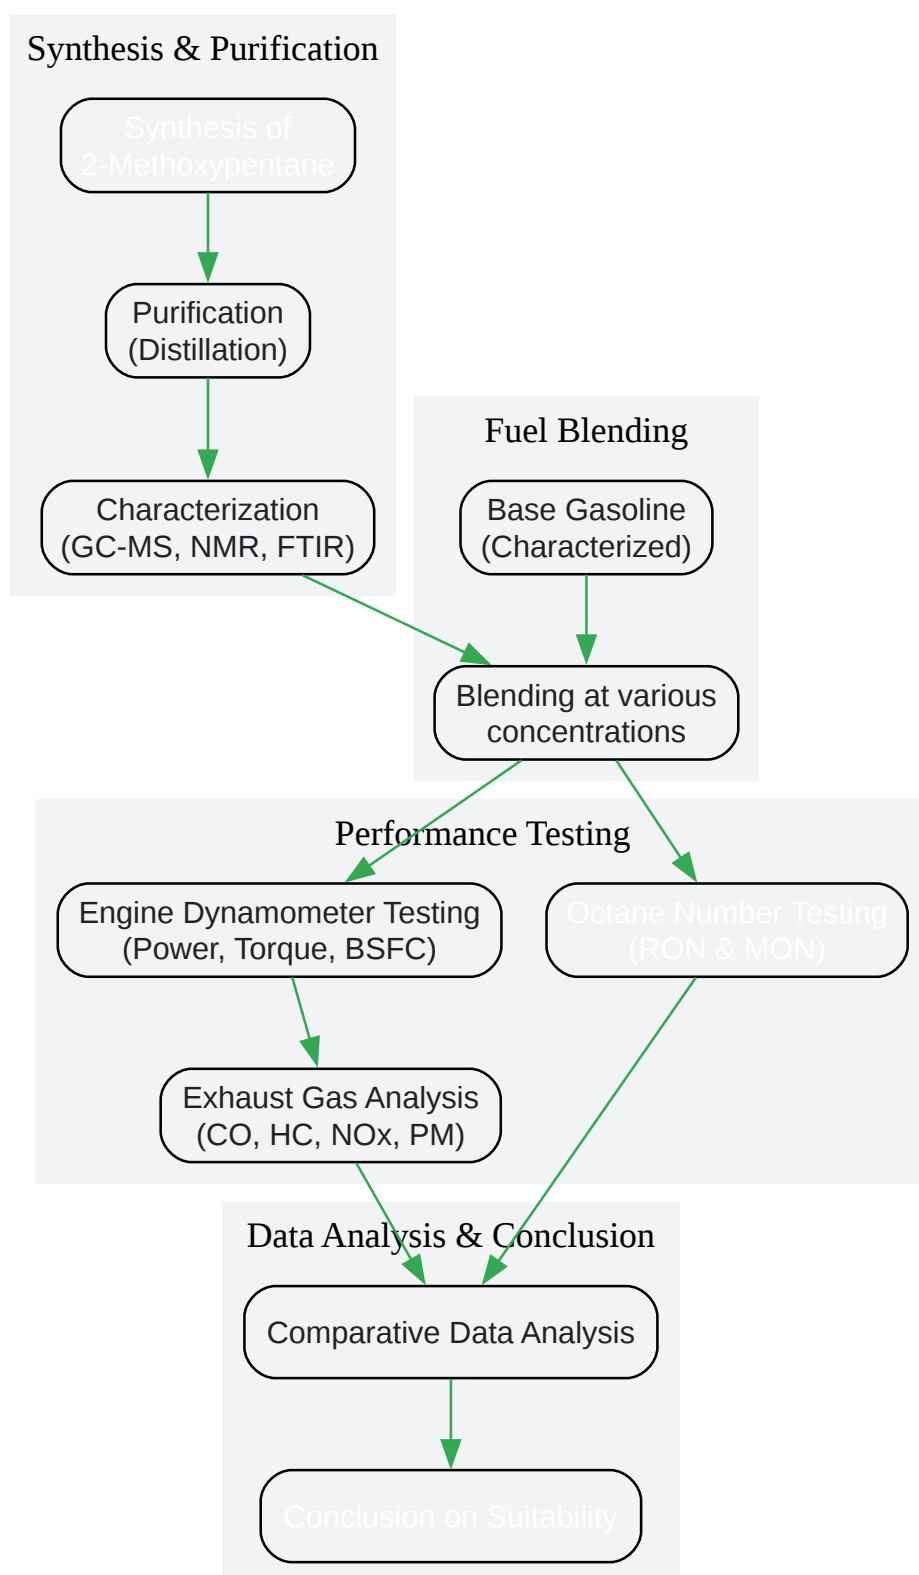 Synthesis & Purification
Synthesis of
2-Methoxypentane
Purification
(Distillation)
Characterization
(GC-MS, NMR, FTIR)
Fuel Blending
Base Gasoline
(Characterized)
Blending at various
concentrations
Performance Testing
Engine Dynamometer Testing
(Power, Torque, BSFC)
Octane Number Testing
(RON & MON)
Exhaust Gas Analysis
(CO, HC, NOx, PM)
Data Analysis & Conclusion
Comparative Data Analysis
Conclusion on Suitability